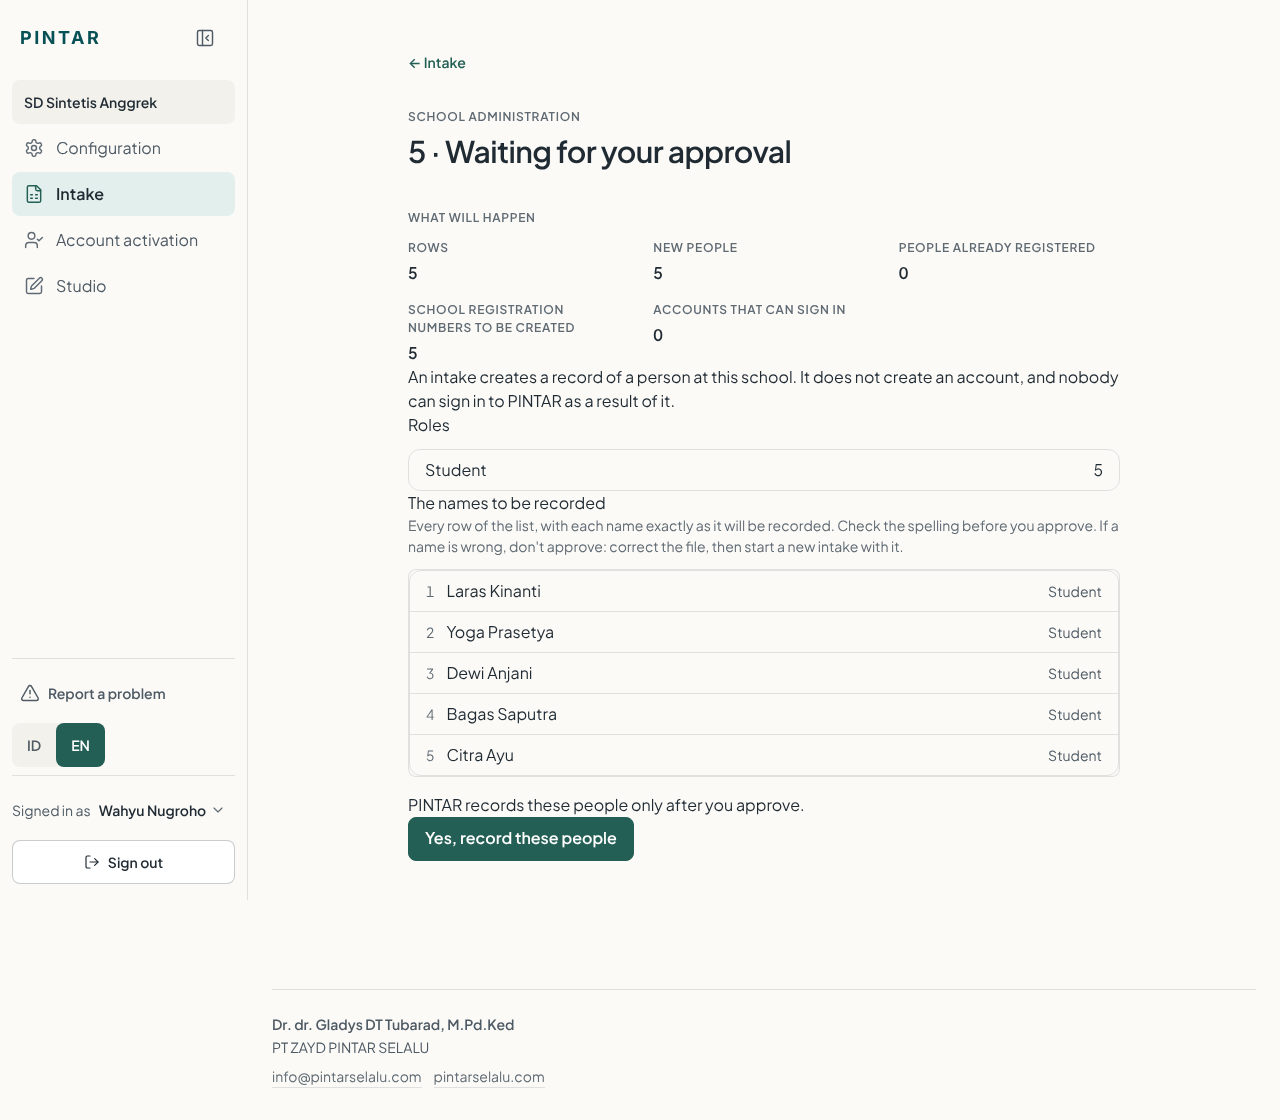 PINTAR
SD Sintetis Anggrek
Configuration
Intake
Account activation
Studio
Report a problem
ID EN
Signed in as Wahyu Nugroho
Sign out
← Intake
SCHOOL ADMINISTRATION
5 · Waiting for your approval
WHAT WILL HAPPEN
ROWS
5
NEW PEOPLE
5
PEOPLE ALREADY REGISTERED
0
SCHOOL REGISTRATION
NUMBERS TO BE CREATED
5
ACCOUNTS THAT CAN SIGN IN
0
An intake creates a record of a person at this school. It does not create an account, and nobody
can sign in to PINTAR as a result of it.
Roles
Student 5
The names to be recorded
Every row of the list, with each name exactly as it will be recorded. Check the spelling before you approve. If a
name is wrong, don't approve: correct the file, then start a new intake with it.
1 Laras Kinanti Student
2 Yoga Prasetya Student
3 Dewi Anjani Student
4 Bagas Saputra Student
5 Citra Ayu Student
PINTAR records these people only after you approve.
Yes, record these people
Dr. dr. Gladys DT Tubarad, M.Pd.Ked
PT ZAYD PINTAR SELALU
info@pintarselalu.com pintarselalu.com